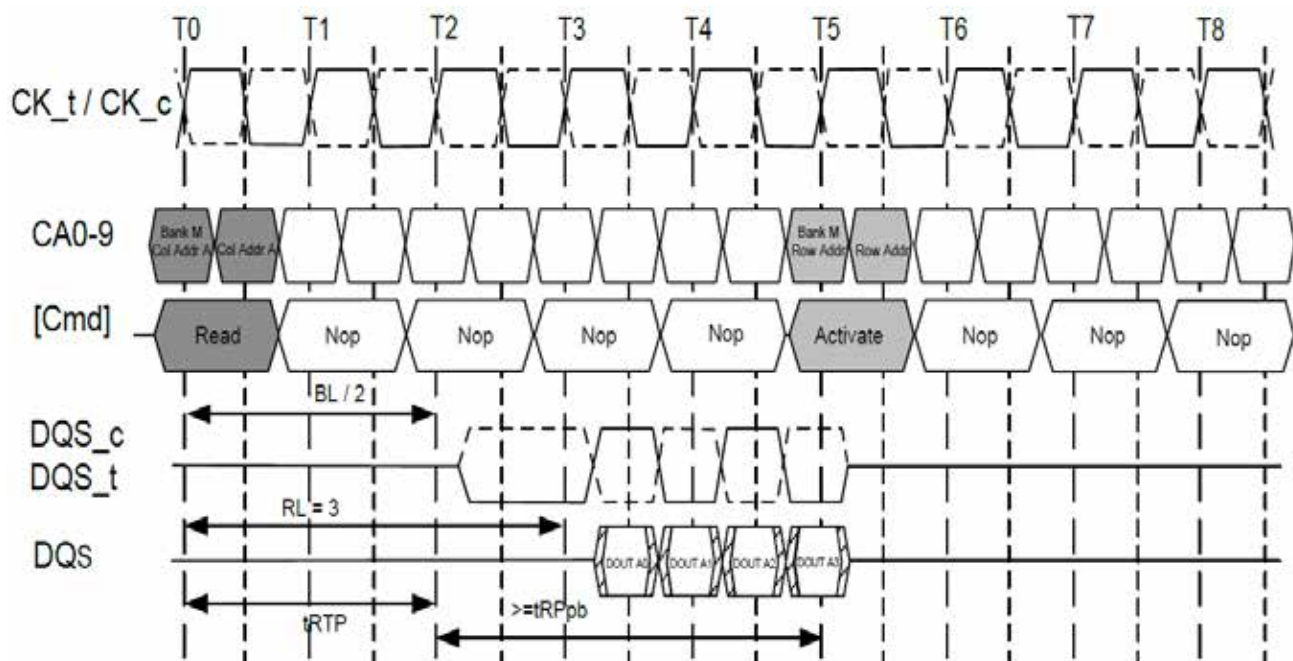 T0 T1 T2 T3 T4 T5 T6 T7 T8
CK_t / CK_c
CA0-9
Bank M
Col Addr A
Col Addr A
Bank M
Row Addr
Row Addr
[Cmd]
Read Nop Nop Nop Nop Activate Nop Nop Nop
BL / 2
DQS_c
DQS_t
RL = 3
DQs
DOUT A0 DOUT A1 DOUT A2 DOUT A3
tRTP
>=tRPpb